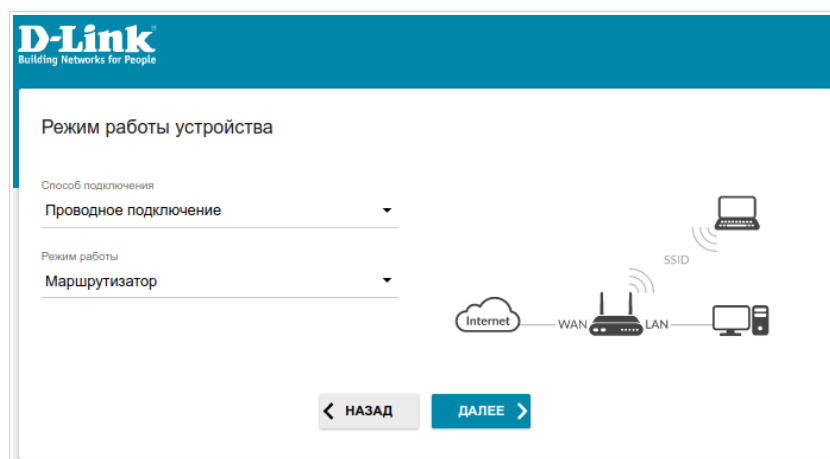 D-Link
Building Networks for People
Режим работы устройства
Способ подключения
Проводное подключение
Режим работы
Маршрутизатор
SSID
Internet
WAN
LAN
НАЗАД
ДАЛЕЕ